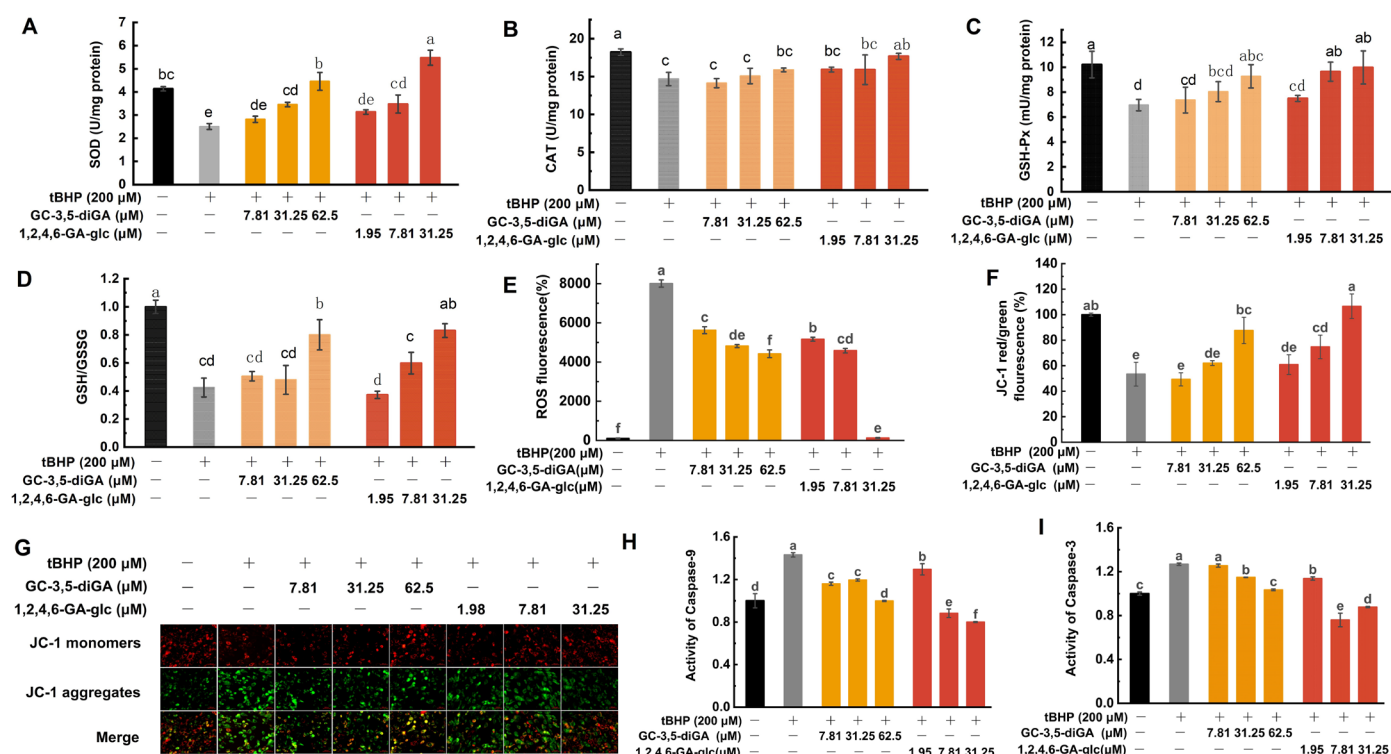 A
SOD (U/mg protein)
7
6
5
4
3
2
1
0
bc e de cd b de cd a
tBHP (200 μM) — + + + + + + +
GC-3,5-diGA (μM) — — 7.81 31.25 62.5
1,2,4,6-GA-glc (μM) — — 1.95 7.81 31.25
B
CAT (U/mg protein)
20
15
10
5
0
a c c c bc bc bc ab
tBHP (200 μM) — + + + + + + +
GC-3,5-diGA (μM) — — 7.81 31.25 62.5
1,2,4,6-GA-glc (μM) — — 1.95 7.81 31.25
C
GSH-Px (mU/mg protein)
12
10
8
6
4
2
0
a d cd bcd abc cd ab ab
tBHP (200 μM) — + + + + + + +
GC-3,5-diGA (μM) — — 7.81 31.25 62.5
1,2,4,6-GA-glc (μM) — — 1.95 7.81 31.25
D
GSH/GSSG
1.2
1.0
0.8
0.6
0.4
0.2
0.0
a cd cd cd b d c ab
tBHP (200 μM) — + + + + + + +
GC-3,5-diGA (μM) — — 7.81 31.25 62.5
1,2,4,6-GA-glc (μM) — — 1.95 7.81 31.25
E
ROS fluorescence(%)
8000
6000
4000
2000
0
f a c de f b cd e
tBHP(200 μM) — + + + + + + +
GC-3,5-diGA(μM) — — 7.81 31.25 62.5
1,2,4,6-GA-glc(μM) — — 1.95 7.81 31.25
F
JC-1 red/green
flourescence (%)
140
120
100
80
60
40
20
0
ab e e de bc de cd a
tBHP (200 μM) — + + + + + + +
GC-3,5-diGA (μM) — — 7.81 31.25 62.5
1,2,4,6-GA-glc (μM) — — 1.95 7.81 31.25
G
tBHP (200 μM) — + + + + + + +
GC-3,5-diGA (μM) — — 7.81 31.25 62.5 — — —
1,2,4,6-GA-glc (μM) — — — — — 1.98 7.81 31.25
JC-1 monomers
JC-1 aggregates
Merge
H
Activity of Caspase-9
1.6
1.2
0.8
0.4
0.0
d a c c d b e f
tBHP (200 μM) — + + + + + + +
GC-3,5-diGA (μM) — — 7.81 31.25 62.5
1,2,4,6-GA-glc (μM) — — 1.95 7.81 31.25
I
Activity of Caspase-3
1.6
1.2
0.8
0.4
0.0
c a a b c b e d
tBHP (200 μM) — + + + + + + +
GC-3,5-diGA (μM) — — 7.81 31.25 62.5
1,2,4,6-GA-glc(μM) — — 1.95 7.81 31.25